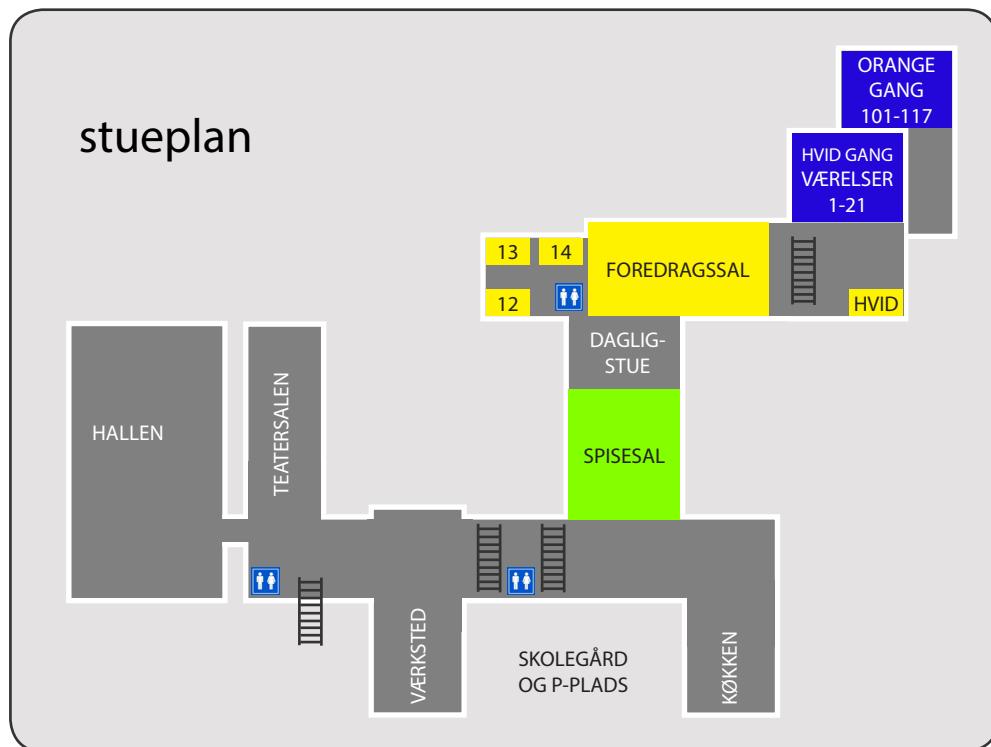 stueplan
ORANGE
GANG
101-117
HVID GANG
VÆRELSER
1-21
13
14
12
FOREDRAGSSAL
HVID
DAGLIG-
STUE
SPISESAL
HALLEN
TEATERSALEN
VÆRKSTED
SKOLEGÅRD
OG P-PLADS
KØKKEN